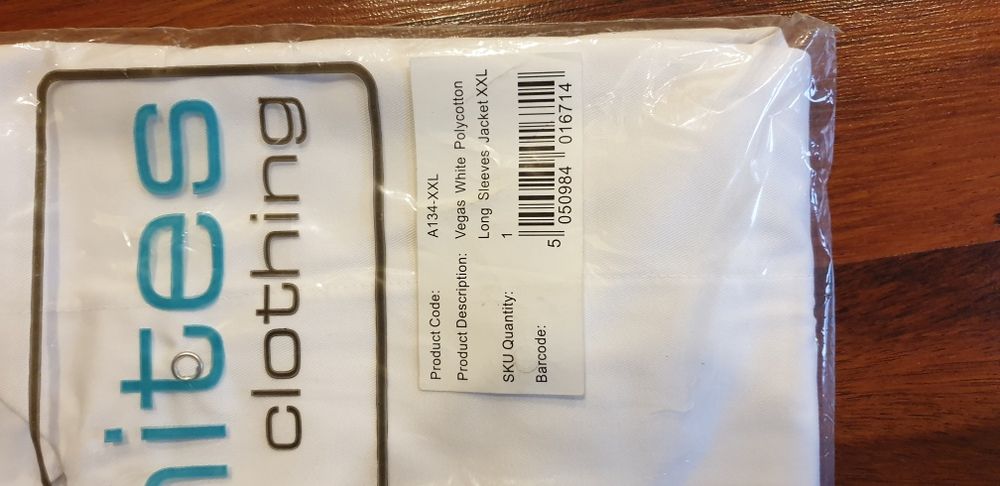 hites
clothing
Product Code: A134-XXL
Product Description: Vegas White Polycotton
Long Sleeves Jacket XXL
SKU Quantity: 1
Barcode:
5 050984 016714